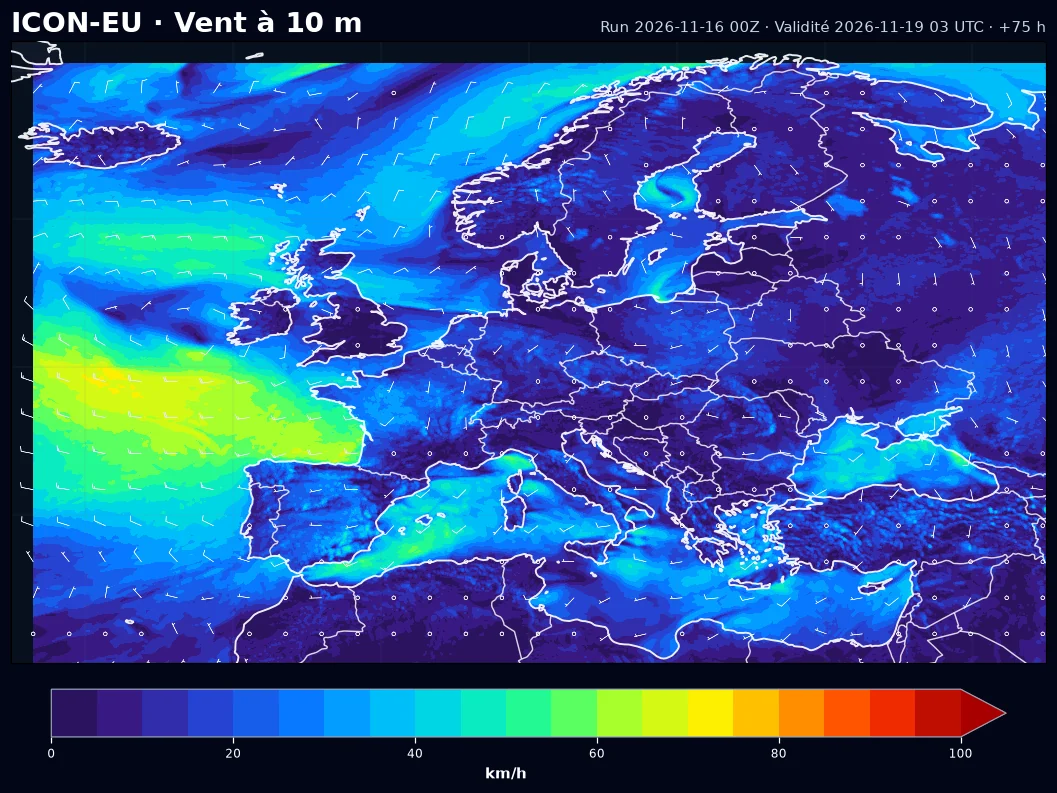 ICON-EU · Vent à 10 m
Run 2026-11-16 00Z · Validité 2026-11-19 03 UTC · +75 h
0 20 40 60 80 100
km/h